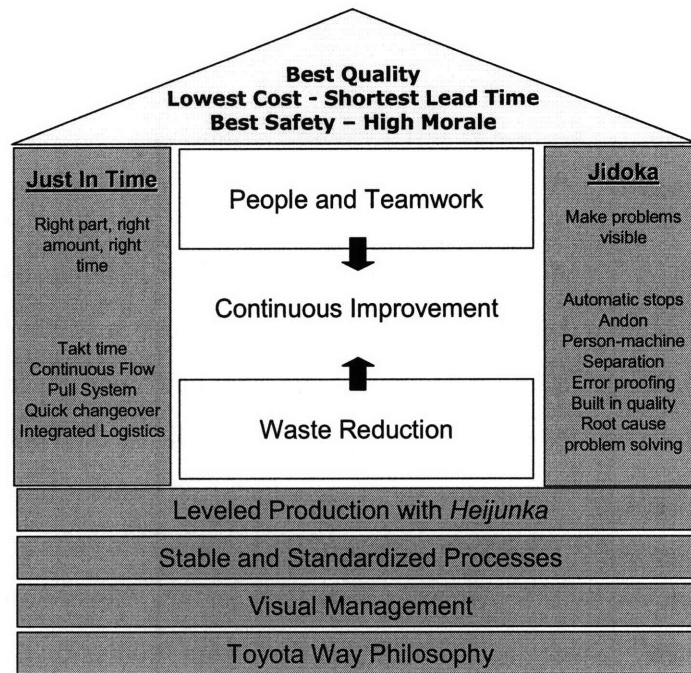 Best Quality
Lowest Cost - Shortest Lead Time
Best Safety – High Morale
Just In Time
Right part, right
amount, right
time
Takt time
Continuous Flow
Pull System
Quick changeover
Integrated Logistics
People and Teamwork
Continuous Improvement
Waste Reduction
Jidoka
Make problems
visible
Automatic stops
Andon
Person-machine
Separation
Error proofing
Built in quality
Root cause
problem solving
Leveled Production with Heijunka
Stable and Standardized Processes
Visual Management
Toyota Way Philosophy